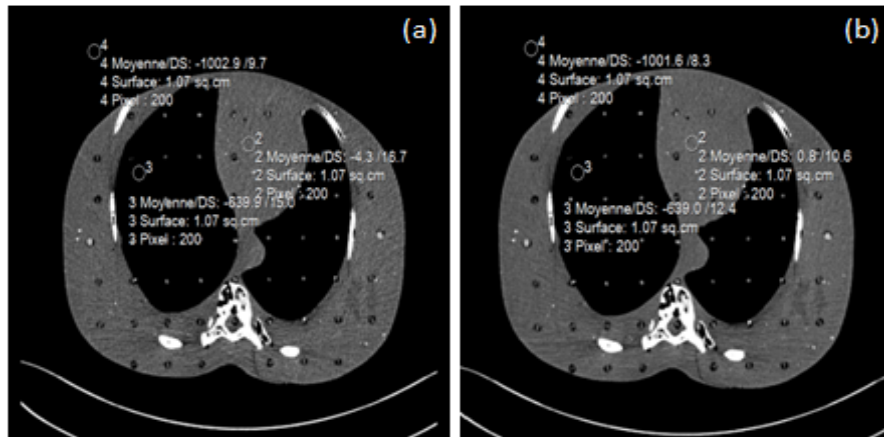 (a)
4
4 Moyenne/DS: -1002.9 /9.7
4 Surface: 1.07 sq.cm
4 Pixel : 200
2
2 Moyenne/DS: -4.3 /16.7
2 Surface: 1.07 sq.cm
2 Pixel : 200
3
3 Moyenne/DS: -639.9 /15.0
3 Surface: 1.07 sq.cm
3 Pixel : 200
(b)
4
4 Moyenne/DS: -1001.6 /8.3
4 Surface: 1.07 sq.cm
4 Pixel : 200
2
2 Moyenne/DS: 0.8 /10.6
2 Surface: 1.07 sq.cm
2 Pixel : 200
3
3 Moyenne/DS: -639.0 /12.4
3 Surface: 1.07 sq.cm
3 Pixel : 200